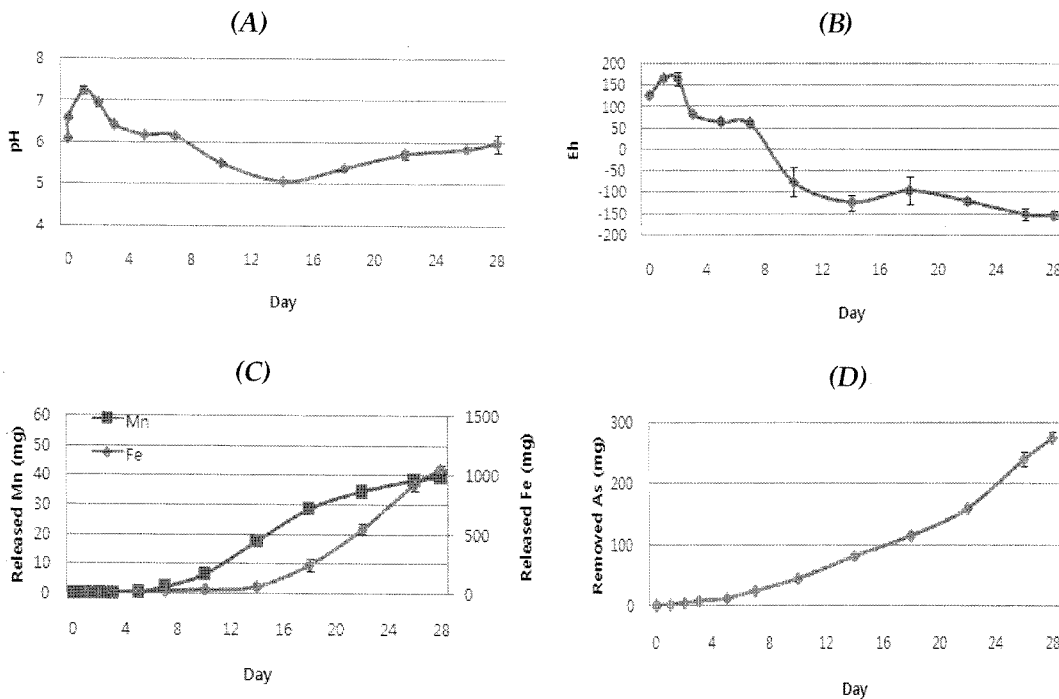 (A)
8
7
6
5
4
pH
0 4 8 12 16 20 24 28
Day
(B)
200
150
100
50
0
-50
-100
-150
-200
Eh
0 4 8 12 16 20 24 28
Day
(C)
60
50
40
30
20
10
0
Released Mn (mg)
Mn
Fe
1500
1000
500
0
Released Fe (mg)
0 4 8 12 16 20 24 28
Day
(D)
300
200
100
0
Removed As (mg)
0 4 8 12 16 20 24 28
Day